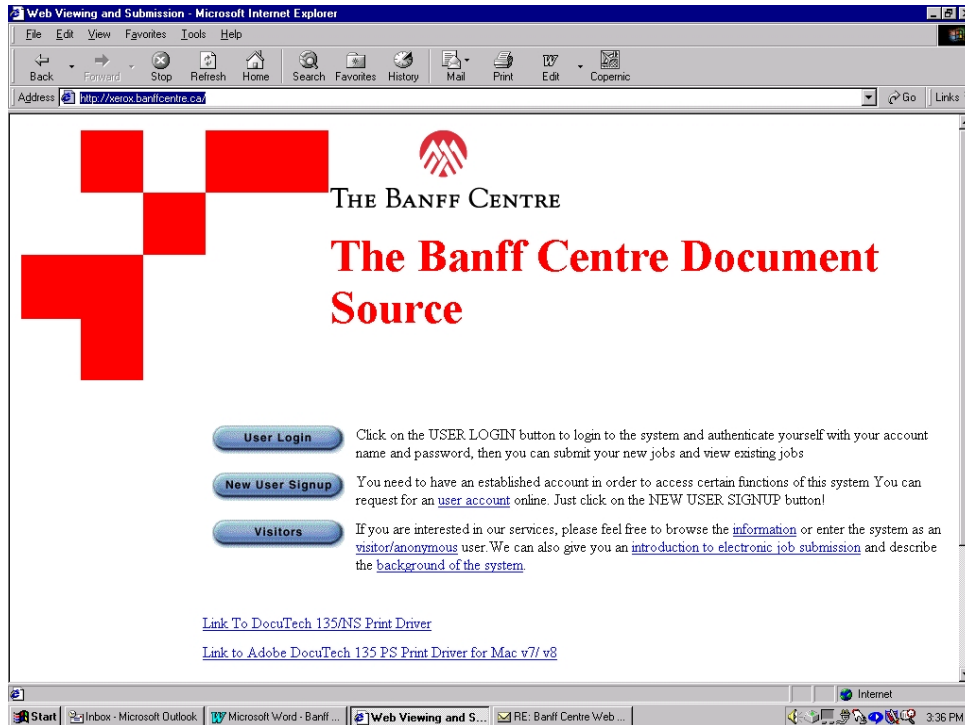 Web Viewing and Submission - Microsoft Internet Explorer
File Edit View Favorites Tools Help
Back Forward Stop Refresh Home Search Favorites History Mail Print Edit Copernic
Address http://xerox.banffcentre.ca/ Go Links
THE BANFF CENTRE
The Banff Centre Document
Source
User Login
Click on the USER LOGIN button to login to the system and authenticate yourself with your account
name and password, then you can submit your new jobs and view existing jobs
New User Signup
You need to have an established account in order to access certain functions of this system You can
request for an user account online. Just click on the NEW USER SIGNUP button!
Visitors
If you are interested in our services, please feel free to browse the information or enter the system as an
visitor/anonymous user. We can also give you an introduction to electronic job submission and describe
the background of the system.
Link To DocuTech 135/NS Print Driver
Link to Adobe DocuTech 135 PS Print Driver for Mac v7/ v8
Internet
Start Inbox - Microsoft Outlook Microsoft Word - Banff ... Web Viewing and S... RE: Banff Centre Web ... 3:36 PM